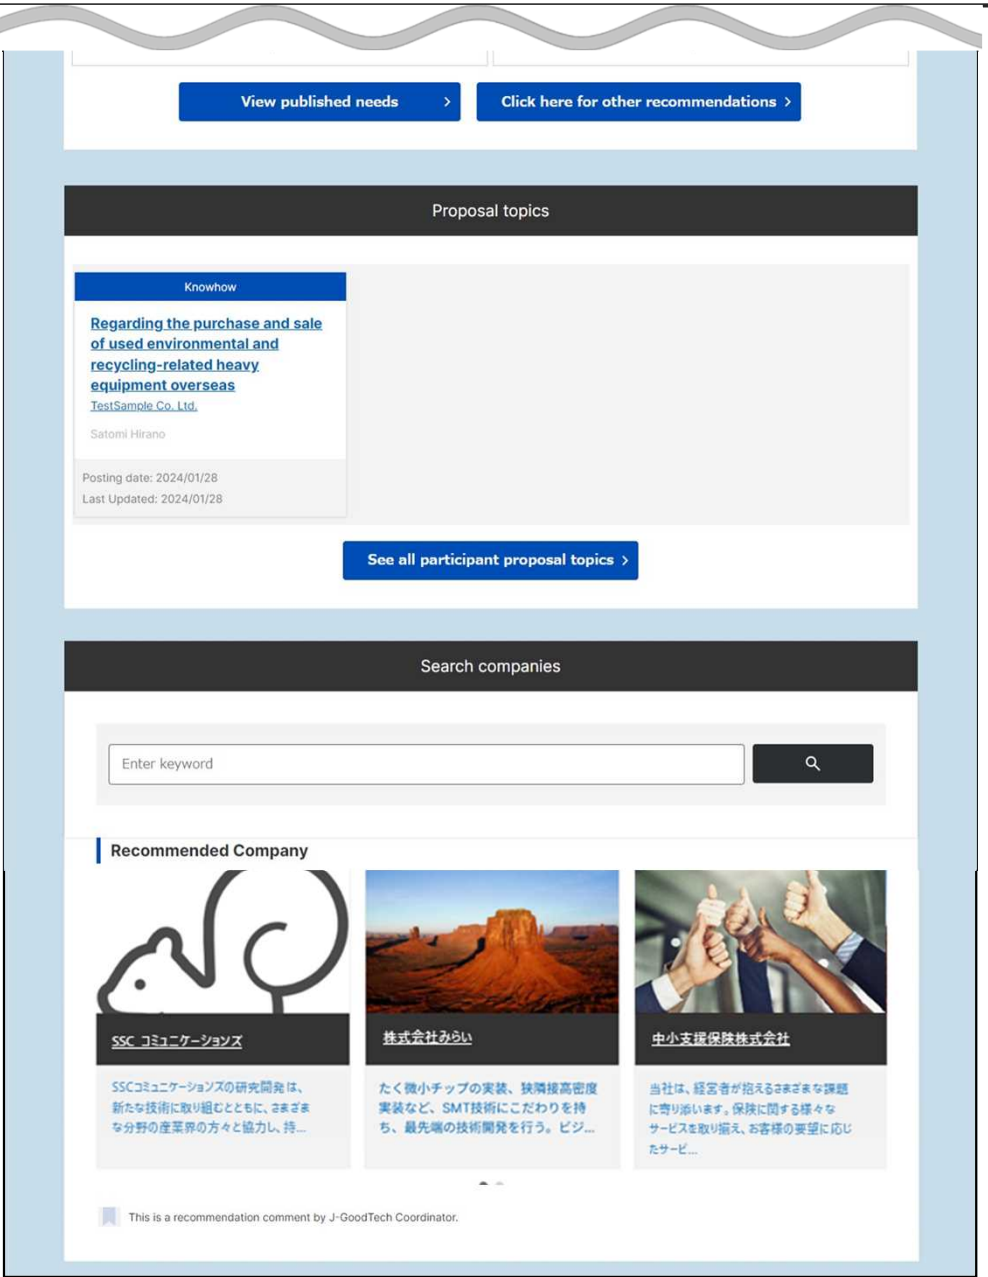 View published needs
Click here for other recommendations
Proposal topics
Knowhow
Regarding the purchase and sale
of used environmental and
recycling-related heavy
equipment overseas
TestSample Co. Ltd.
Satomi Hirano
Posting date: 2024/01/28
Last Updated: 2024/01/28
See all participant proposal topics
Search companies
Enter keyword
Recommended Company
SSC コミュニケーションズ
SSCコミュニケーションズの研究開発は、
新たな技術に取り組むとともに、さまざま
な分野の産業界の方々と協力し、持...
株式会社みらい
たく微小チップの実装、狭隣接高密度
実装など、SMT技術にこだわりを持
ち、最先端の技術開発を行う。ビジ...
中小支援保険株式会社
当社は、経営者が抱えるさまざまな課題
に寄り添います。保険に関する様々な
サービスを取り揃え、お客様の要望に応じ
たサービ...
This is a recommendation comment by J-GoodTech Coordinator.